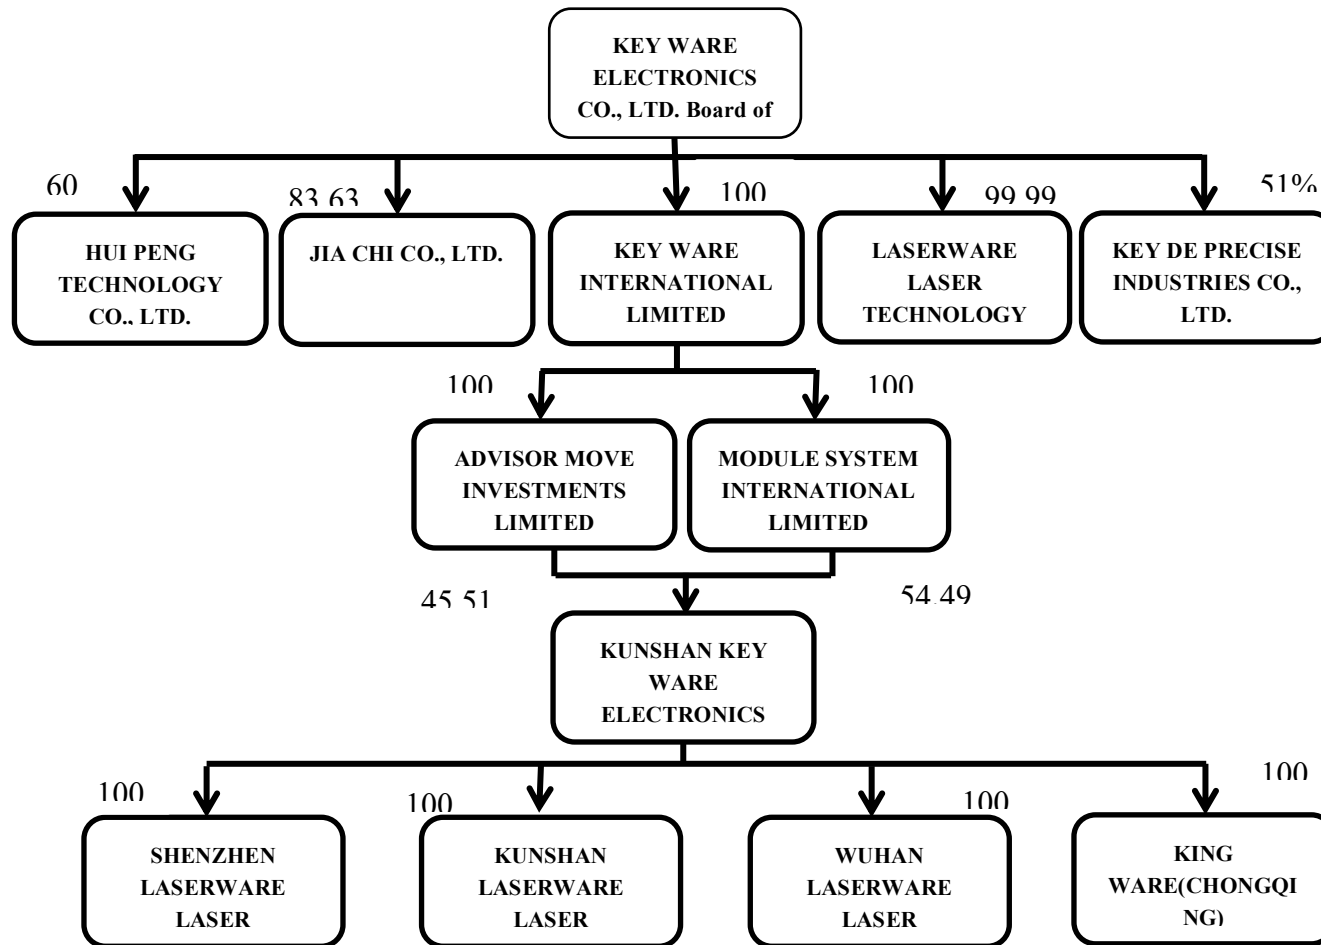 KEY WARE
ELECTRONICS
CO., LTD. Board of
60
83.63
100
99.99
51%
HUI PENG
TECHNOLOGY
CO., LTD.
JIA CHI CO., LTD.
KEY WARE
INTERNATIONAL
LIMITED
LASERWARE
LASER
TECHNOLOGY
KEY DE PRECISE
INDUSTRIES CO.,
LTD.
100
100
ADVISOR MOVE
INVESTMENTS
LIMITED
MODULE SYSTEM
INTERNATIONAL
LIMITED
45.51
54.49
KUNSHAN KEY
WARE
ELECTRONICS
100
100
100
100
SHENZHEN
LASERWARE
LASER
KUNSHAN
LASERWARE
LASER
WUHAN
LASERWARE
LASER
KING
WARE(CHONGQI
NG)